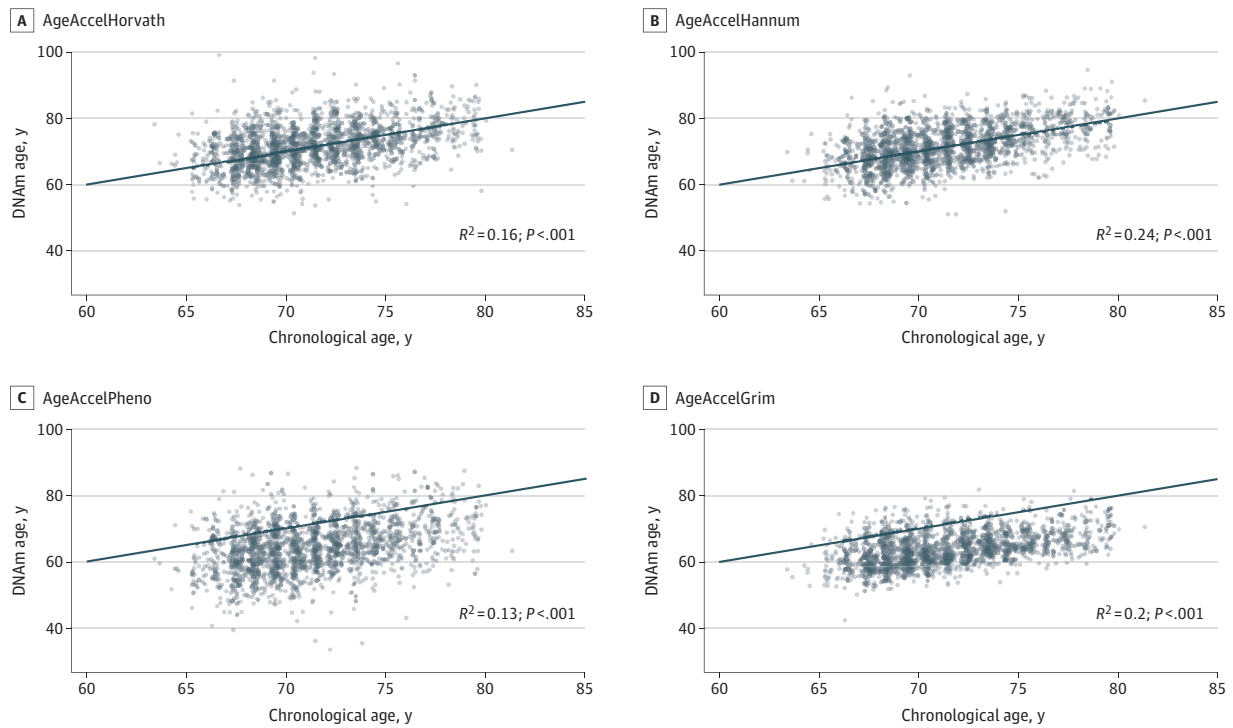 A AgeAccelHorvath
100
80
60
40
DNAm age, y
R2=0.16; P<.001
60 65 70 75 80 85
Chronological age, y
B AgeAccelHannum
100
80
60
40
DNAm age, y
R2=0.24; P<.001
60 65 70 75 80 85
Chronological age, y
C AgeAccelPheno
100
80
60
40
DNAm age, y
R2=0.13; P<.001
60 65 70 75 80 85
Chronological age, y
D AgeAccelGrim
100
80
60
40
DNAm age, y
R2=0.2; P<.001
60 65 70 75 80 85
Chronological age, y